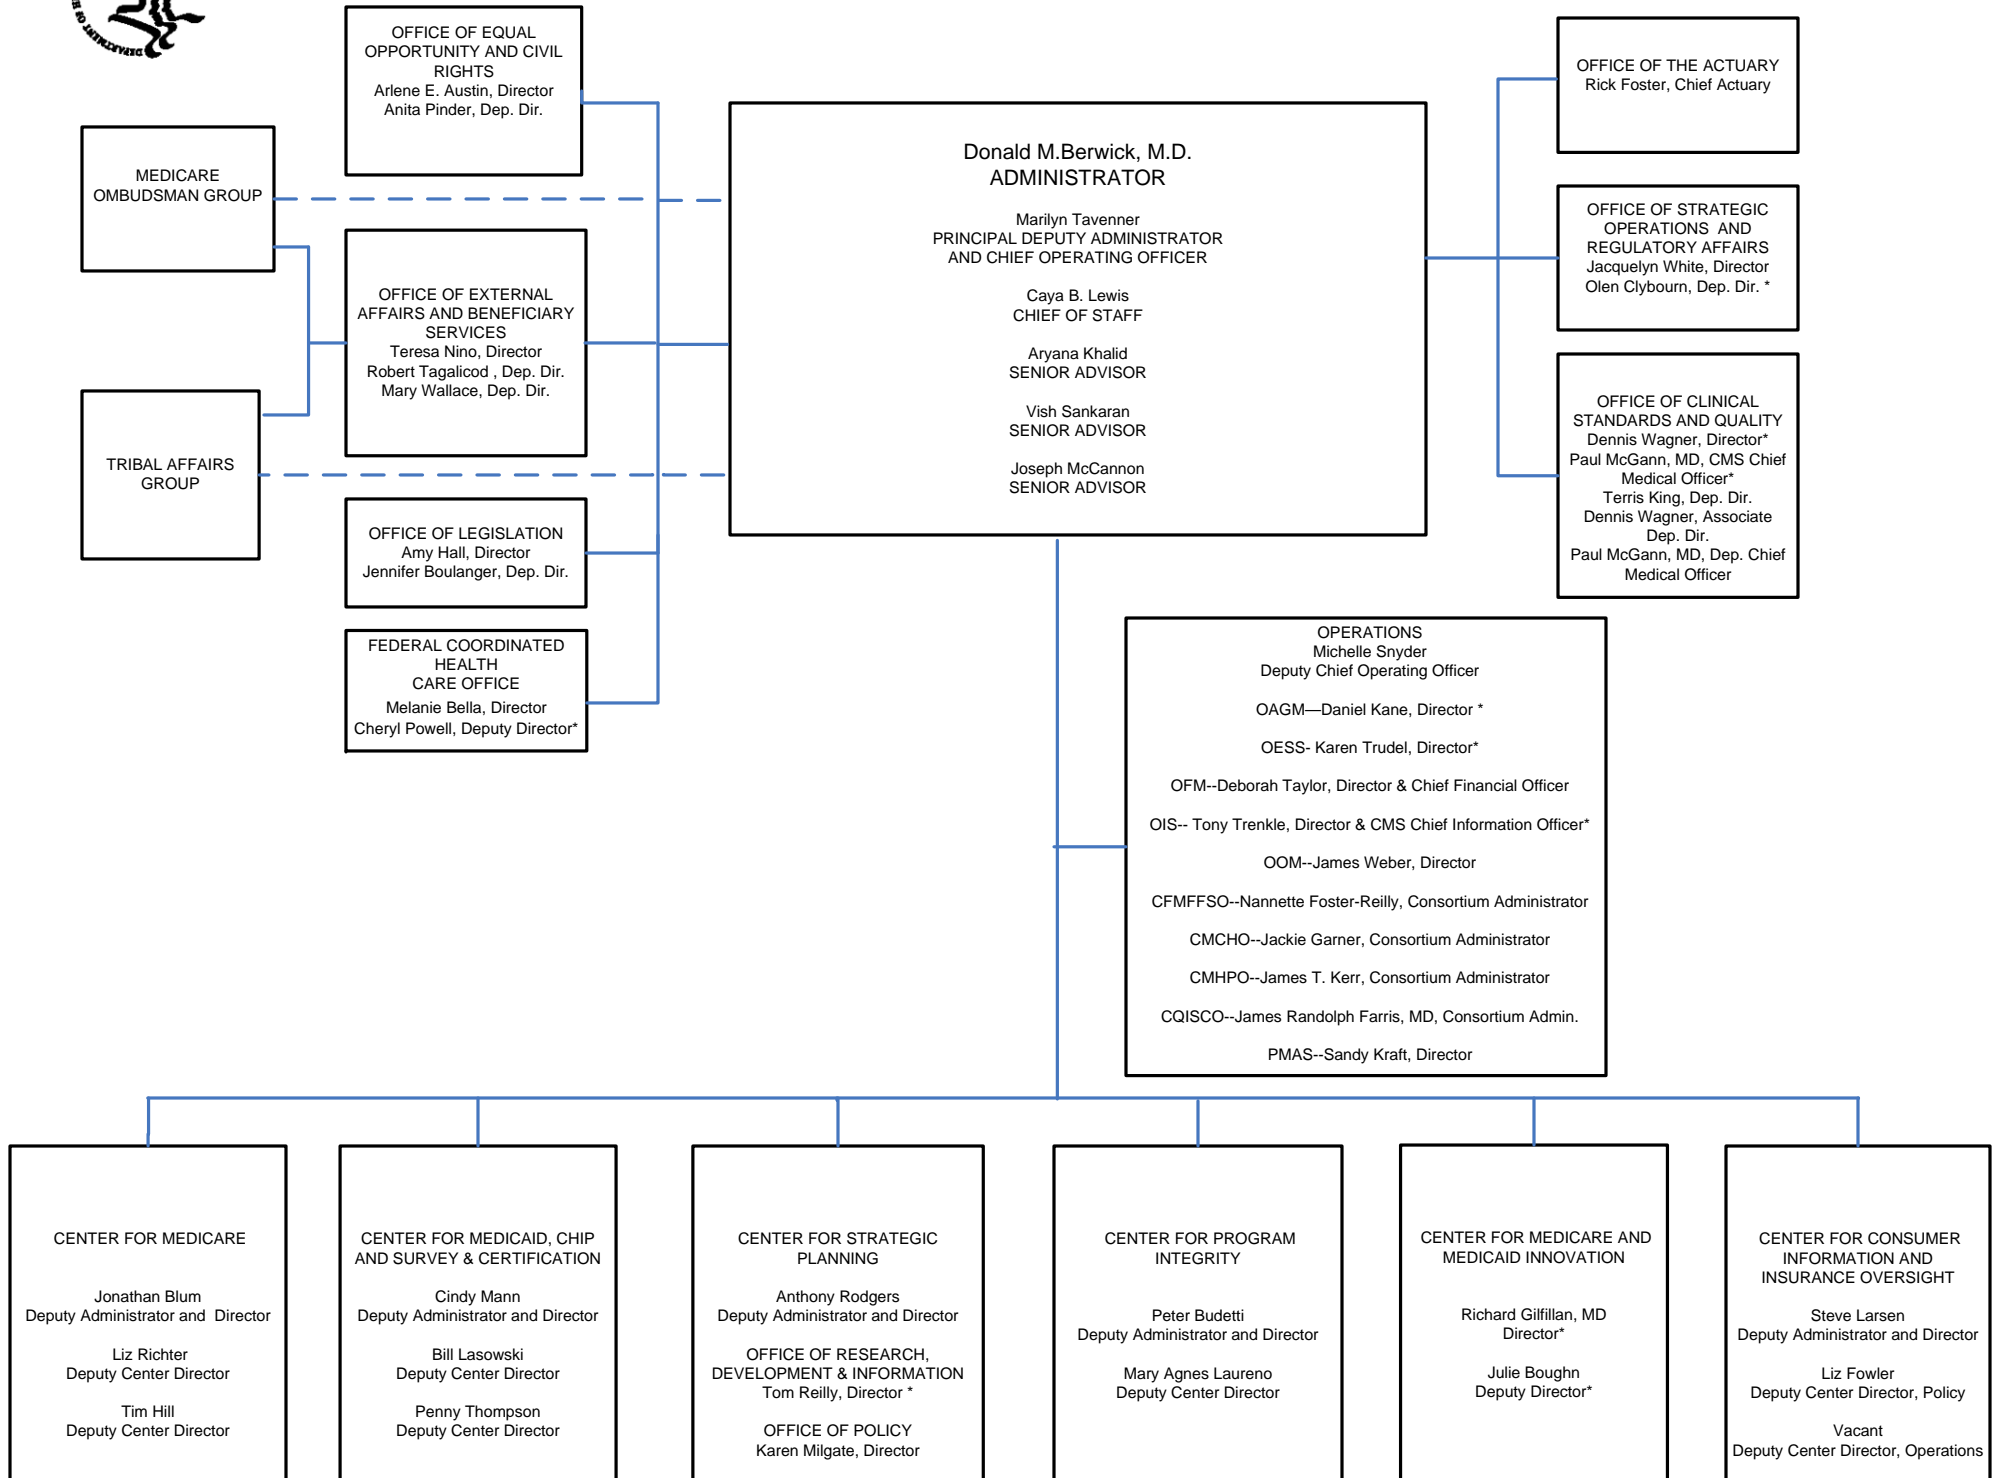 DEPARTMENT OF H
OFFICE OF EQUAL
OPPORTUNITY AND CIVIL
RIGHTS
Arlene E. Austin, Director
Anita Pinder, Dep. Dir.
MEDICARE
OMBUDSMAN GROUP
OFFICE OF EXTERNAL
AFFAIRS AND BENEFICIARY
SERVICES
Teresa Nino, Director
Robert Tagalicod , Dep. Dir.
Mary Wallace, Dep. Dir.
TRIBAL AFFAIRS
GROUP
OFFICE OF LEGISLATION
Amy Hall, Director
Jennifer Boulanger, Dep. Dir.
FEDERAL COORDINATED
HEALTH
CARE OFFICE
Melanie Bella, Director
Cheryl Powell, Deputy Director*
Donald M.Berwick, M.D.
ADMINISTRATOR
Marilyn Tavenner
PRINCIPAL DEPUTY ADMINISTRATOR
AND CHIEF OPERATING OFFICER
Caya B. Lewis
CHIEF OF STAFF
Aryana Khalid
SENIOR ADVISOR
Vish Sankaran
SENIOR ADVISOR
Joseph McCannon
SENIOR ADVISOR
OFFICE OF THE ACTUARY
Rick Foster, Chief Actuary
OFFICE OF STRATEGIC
OPERATIONS AND
REGULATORY AFFAIRS
Jacquelyn White, Director
Olen Clybourn, Dep. Dir. *
OFFICE OF CLINICAL
STANDARDS AND QUALITY
Dennis Wagner, Director*
Paul McGann, MD, CMS Chief
Medical Officer*
Terris King, Dep. Dir.
Dennis Wagner, Associate
Dep. Dir.
Paul McGann, MD, Dep. Chief
Medical Officer
OPERATIONS
Michelle Snyder
Deputy Chief Operating Officer
OAGM—Daniel Kane, Director *
OESS- Karen Trudel, Director*
OFM--Deborah Taylor, Director & Chief Financial Officer
OIS-- Tony Trenkle, Director & CMS Chief Information Officer*
OOM--James Weber, Director
CFMFFSO--Nannette Foster-Reilly, Consortium Administrator
CMCHO--Jackie Garner, Consortium Administrator
CMHPO--James T. Kerr, Consortium Administrator
CQISCO--James Randolph Farris, MD, Consortium Admin.
PMAS--Sandy Kraft, Director
CENTER FOR MEDICARE
Jonathan Blum
Deputy Administrator and Director
Liz Richter
Deputy Center Director
Tim Hill
Deputy Center Director
CENTER FOR MEDICAID, CHIP
AND SURVEY & CERTIFICATION
Cindy Mann
Deputy Administrator and Director
Bill Lasowski
Deputy Center Director
Penny Thompson
Deputy Center Director
CENTER FOR STRATEGIC
PLANNING
Anthony Rodgers
Deputy Administrator and Director
OFFICE OF RESEARCH,
DEVELOPMENT & INFORMATION
Tom Reilly, Director *
OFFICE OF POLICY
Karen Milgate, Director
CENTER FOR PROGRAM
INTEGRITY
Peter Budetti
Deputy Administrator and Director
Mary Agnes Laureno
Deputy Center Director
CENTER FOR MEDICARE AND
MEDICAID INNOVATION
Richard Gilfillan, MD
Director*
Julie Boughn
Deputy Director*
CENTER FOR CONSUMER
INFORMATION AND
INSURANCE OVERSIGHT
Steve Larsen
Deputy Administrator and Director
Liz Fowler
Deputy Center Director, Policy
Vacant
Deputy Center Director, Operations